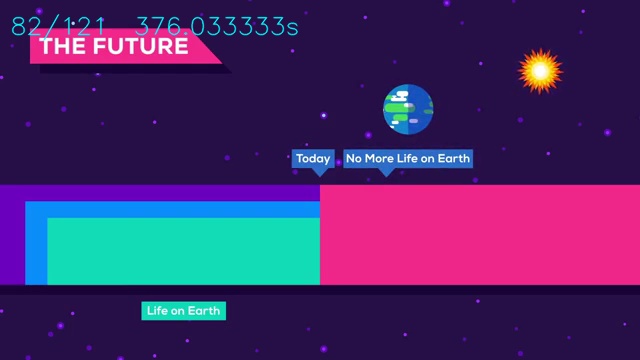 82/121 376.033333s
THE FUTURE
Today
No More Life on Earth
Life on Earth